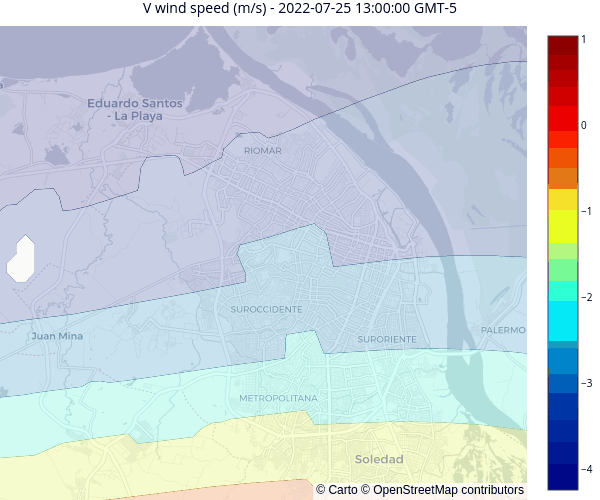 V wind speed (m/s) - 2022-07-25 13:00:00 GMT-5
Eduardo Santos
- La Playa
RIOMAR
SUROCCIDENTE
Juan Mina
SURORIENTE
PALERMO
METROPOLITANA
Soledad
© Carto © OpenStreetMap contributors
1
0
−1
−2
−3
−4